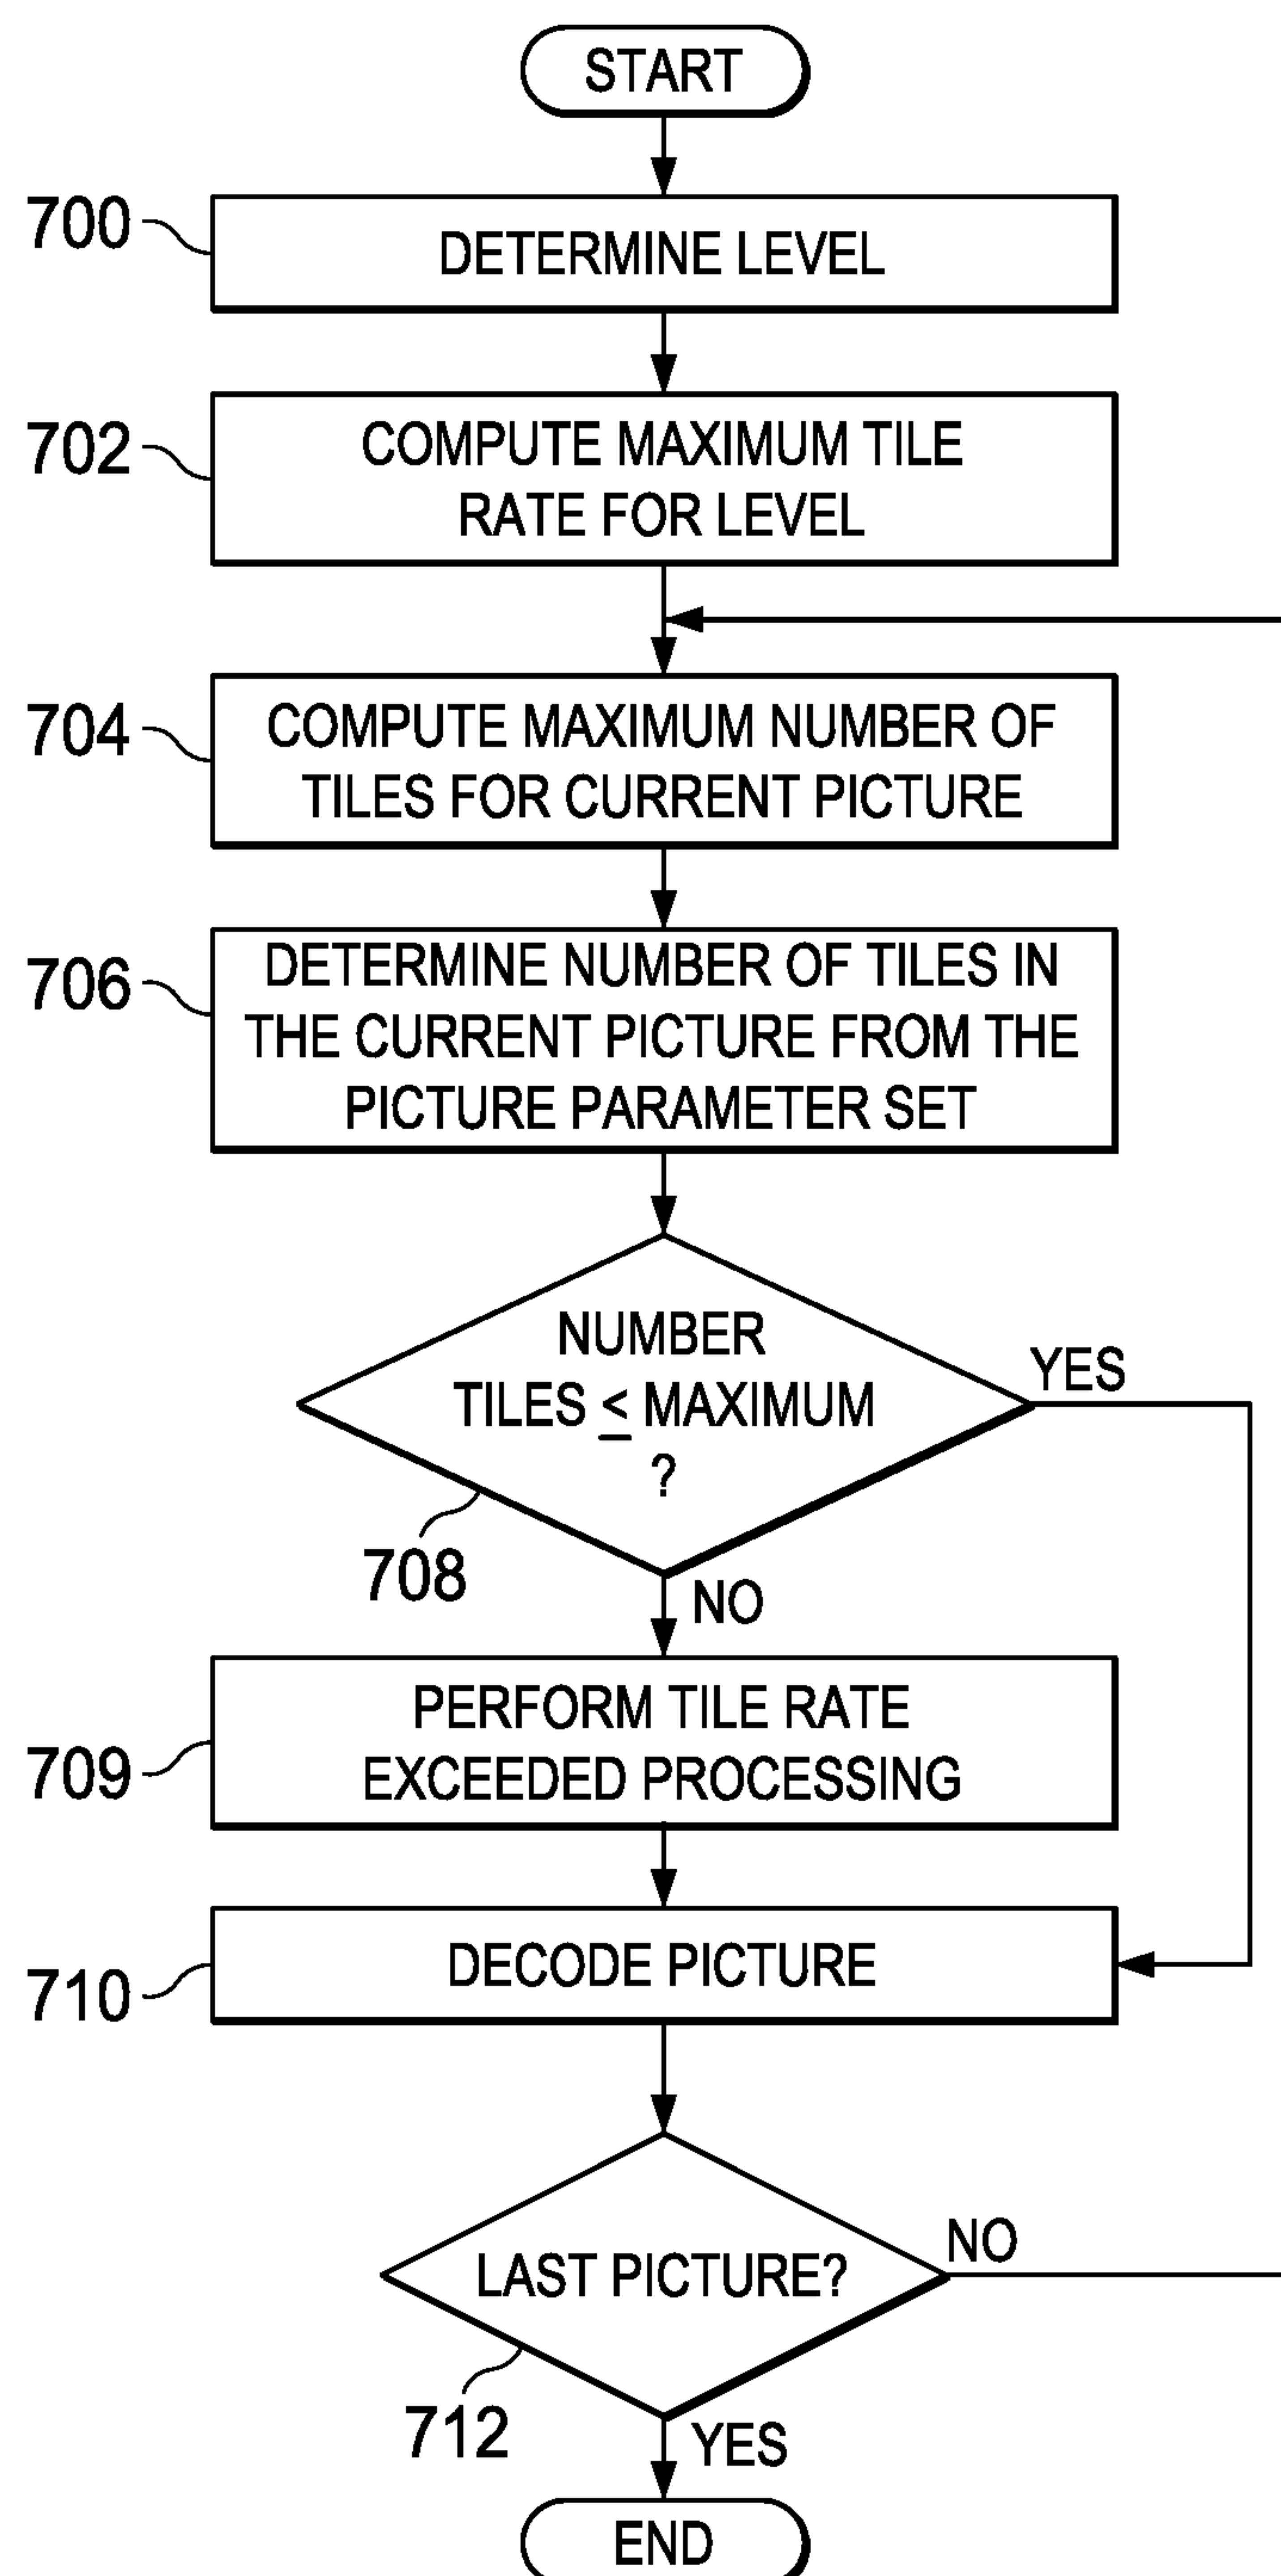 START
700
DETERMINE LEVEL
702
COMPUTE MAXIMUM TILE
RATE FOR LEVEL
704
COMPUTE MAXIMUM NUMBER OF
TILES FOR CURRENT PICTURE
706
DETERMINE NUMBER OF TILES IN
THE CURRENT PICTURE FROM THE
PICTURE PARAMETER SET
NUMBER
TILES ≤ MAXIMUM
?
YES
708
NO
709
PERFORM TILE RATE
EXCEEDED PROCESSING
710
DECODE PICTURE
LAST PICTURE?
NO
712
YES
END